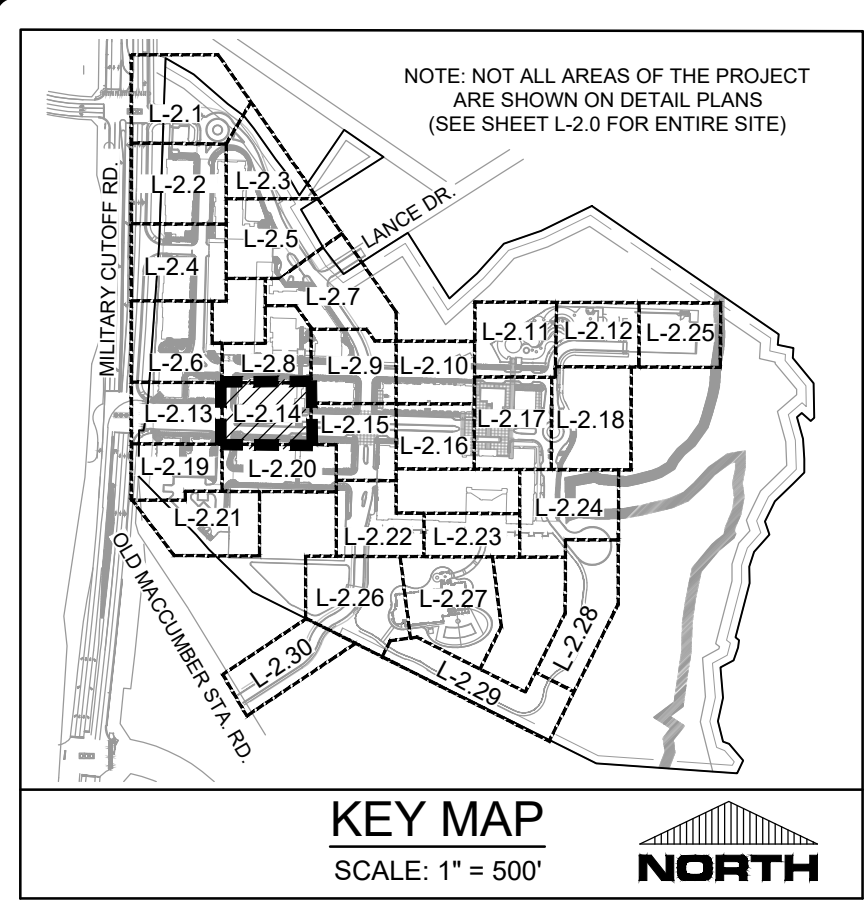 NOTE: NOT ALL AREAS OF THE PROJECT
ARE SHOWN ON DETAIL PLANS
(SEE SHEET L-2.0 FOR ENTIRE SITE)
MILITARY CUTOFF RD.
LANCE DR.
OLD MACCUMBER STA. RD.
L-2.1
L-2.2
L-2.3
L-2.4
L-2.5
L-2.6
L-2.7
L-2.8
L-2.9
L-2.10
L-2.11
L-2.12
L-2.25
L-2.13
L-2.14
L-2.15
L-2.16
L-2.17
L-2.18
L-2.19
L-2.20
L-2.21
L-2.22
L-2.23
L-2.24
L-2.26
L-2.27
L-2.28
L-2.29
L-2.30
KEY MAP
SCALE: 1" = 500'
NORTH